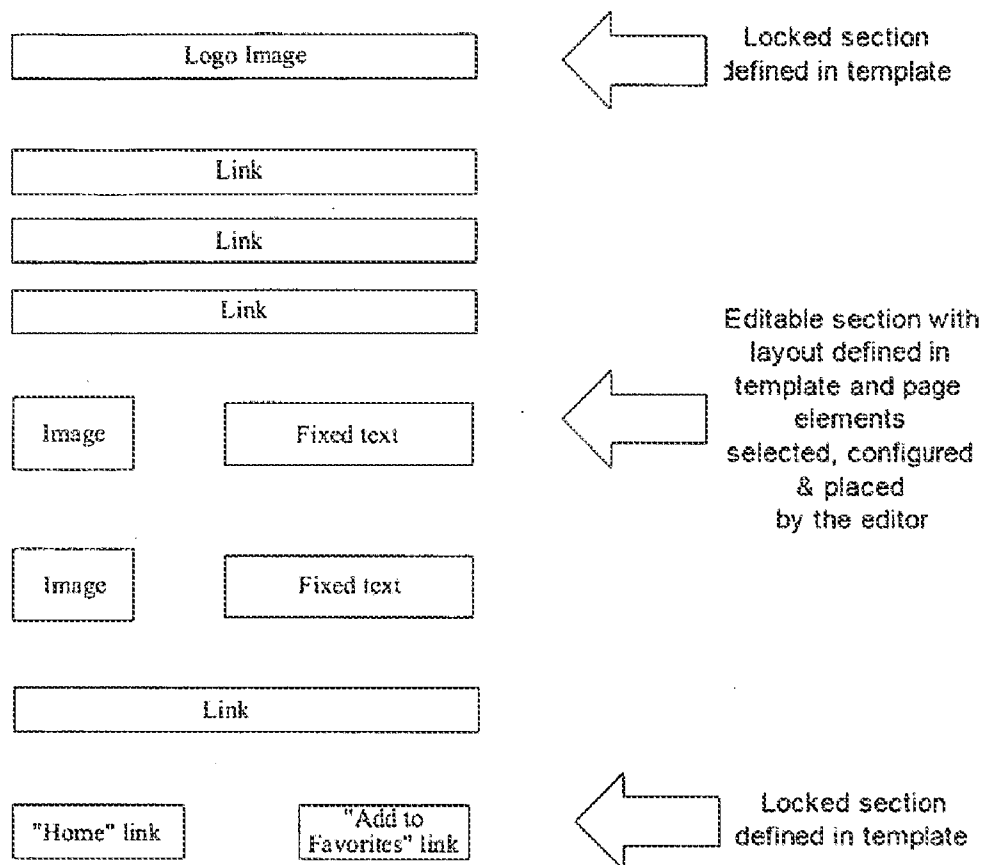 Logo Image
Locked section
defined in template
Link
Link
Link
Editable section with
layout defined in
template and page
elements
selected, configured
& placed
by the editor
Image
Fixed text
Image
Fixed text
Link
"Home" link
"Add to
Favorites" link
Locked section
defined in template